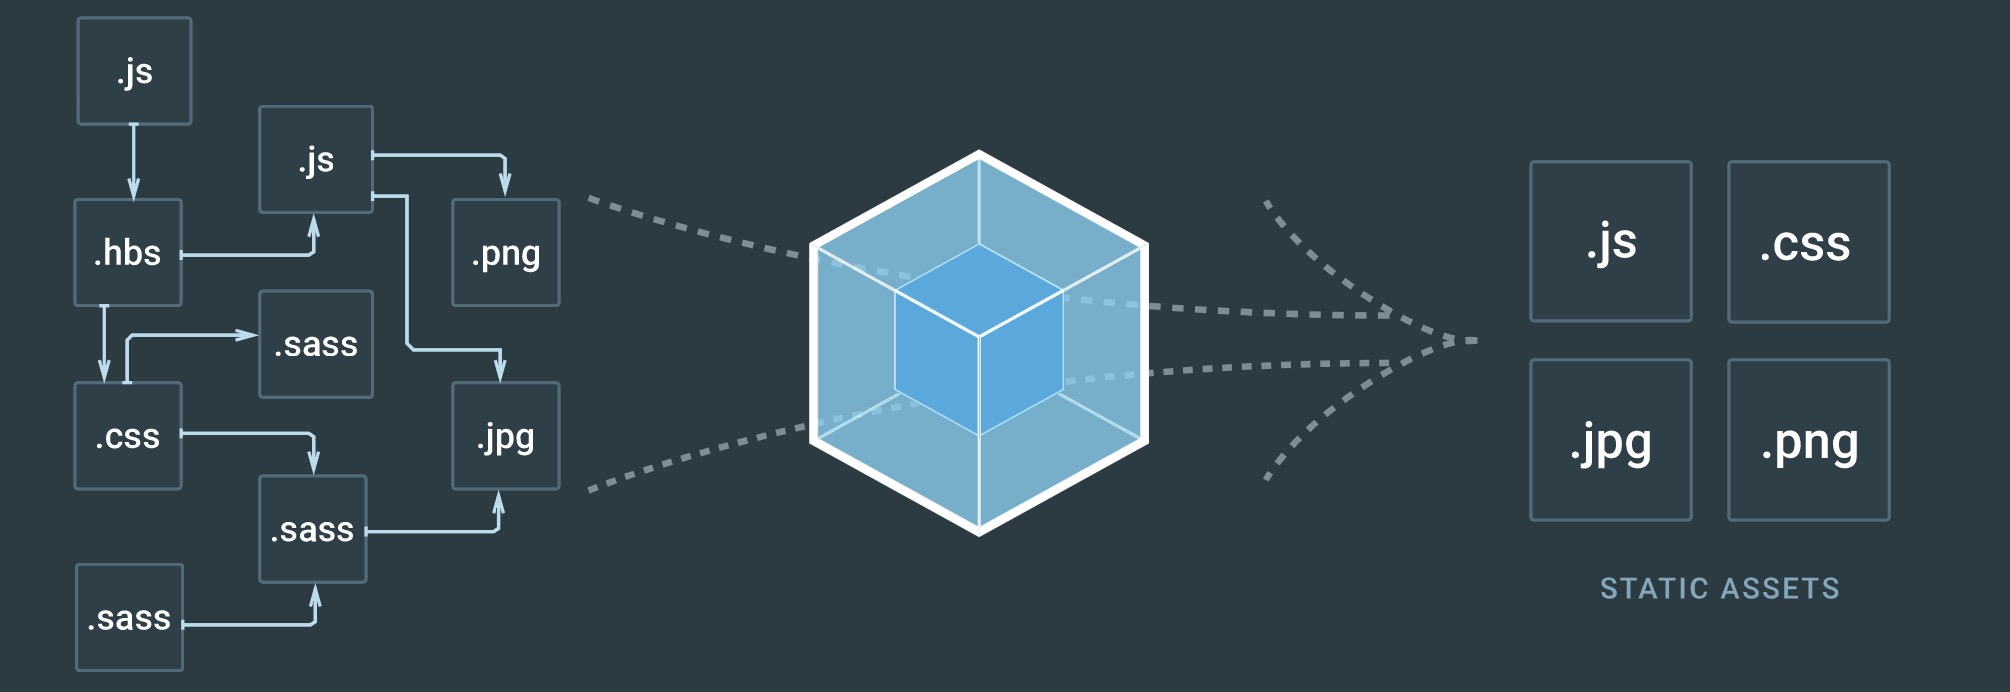 .js
.js
.hbs
.png
.sass
.css
.jpg
.sass
.sass
.js
.css
.jpg
.png
STATIC ASSETS